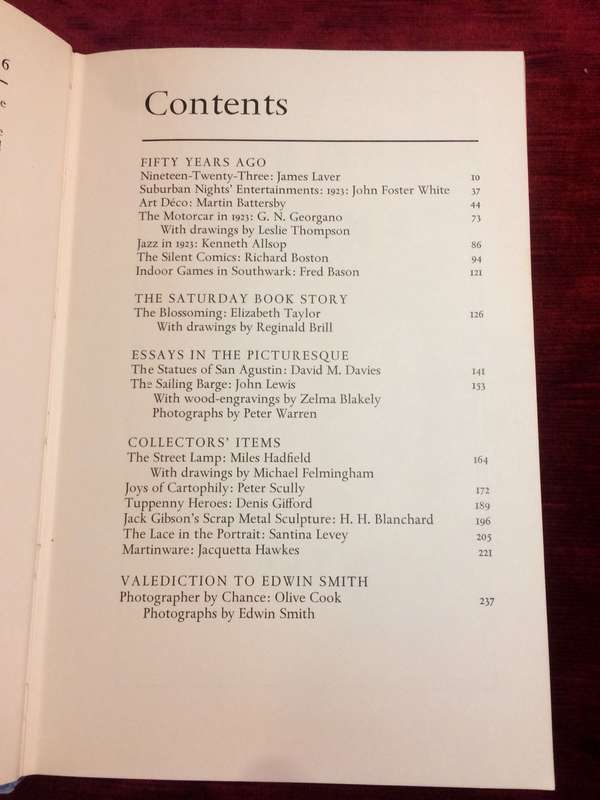 6
e
e
Contents
FIFTY YEARS AGO
Nineteen-Twenty-Three: James Laver 10
Suburban Nights' Entertainments: 1923: John Foster White 37
Art Déco: Martin Battersby 44
The Motorcar in 1923: G. N. Georgano 73
With drawings by Leslie Thompson
Jazz in 1923: Kenneth Allsop 86
The Silent Comics: Richard Boston 94
Indoor Games in Southwark: Fred Bason 121
THE SATURDAY BOOK STORY
The Blossoming: Elizabeth Taylor 126
With drawings by Reginald Brill
ESSAYS IN THE PICTURESQUE
The Statues of San Agustin: David M. Davies 141
The Sailing Barge: John Lewis 153
With wood-engravings by Zelma Blakely
Photographs by Peter Warren
COLLECTORS' ITEMS
The Street Lamp: Miles Hadfield 164
With drawings by Michael Felmingham
Joys of Cartophily: Peter Scully 172
Tuppenny Heroes: Denis Gifford 189
Jack Gibson's Scrap Metal Sculpture: H. H. Blanchard 196
The Lace in the Portrait: Santina Levey 205
Martinware: Jacquetta Hawkes 221
VALEDICTION TO EDWIN SMITH
Photographer by Chance: Olive Cook 237
Photographs by Edwin Smith